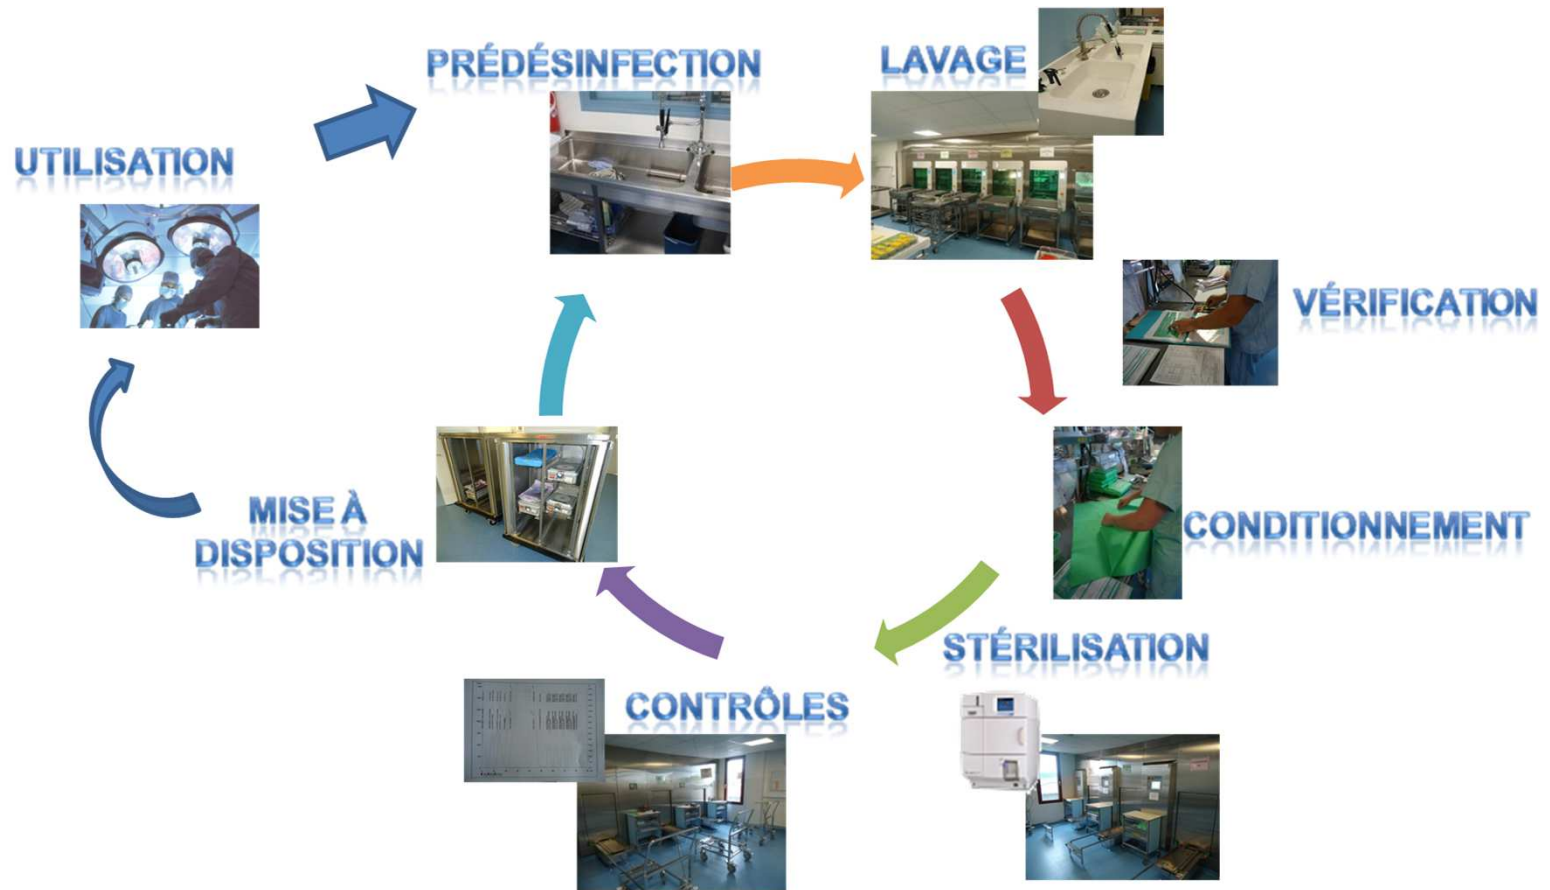 PRÉDÉSINFECTION
LAVAGE
UTILISATION
VÉRIFICATION
MISE À
DISPOSITION
CONDITIONNEMENT
STÉRILISATION
CONTRÔLES